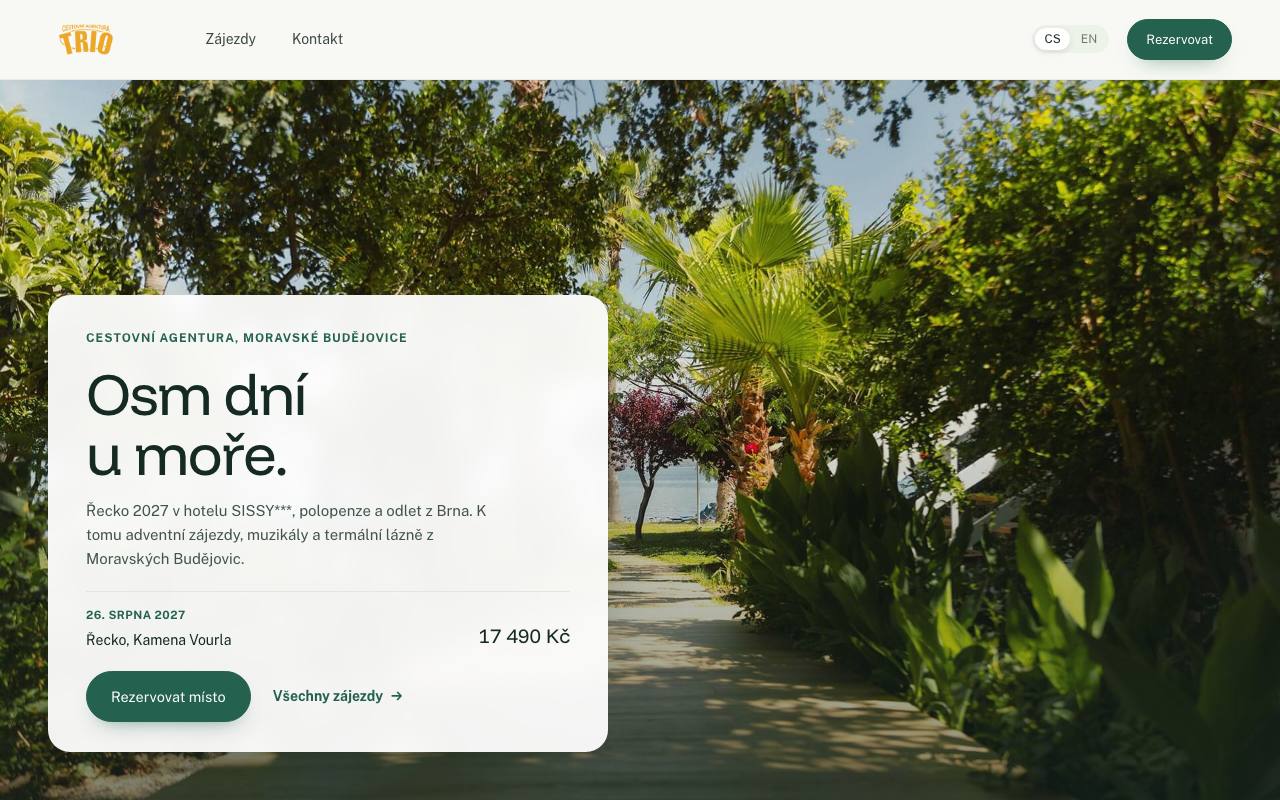 CESTOVNÍ AGENTURA
TRIO
Zájezdy
Kontakt
CS
EN
Rezervovat
CESTOVNÍ AGENTURA, MORAVSKÉ BUDĚJOVICE
Osm dní
u moře.
Řecko 2027 v hotelu SISSY***, polopenze a odlet z Brna. K
tomu adventní zájezdy, muzikály a termální lázně z
Moravských Budějovic.
26. SRPNA 2027
Řecko, Kamena Vourla
17 490 Kč
Rezervovat místo
Všechny zájezdy →